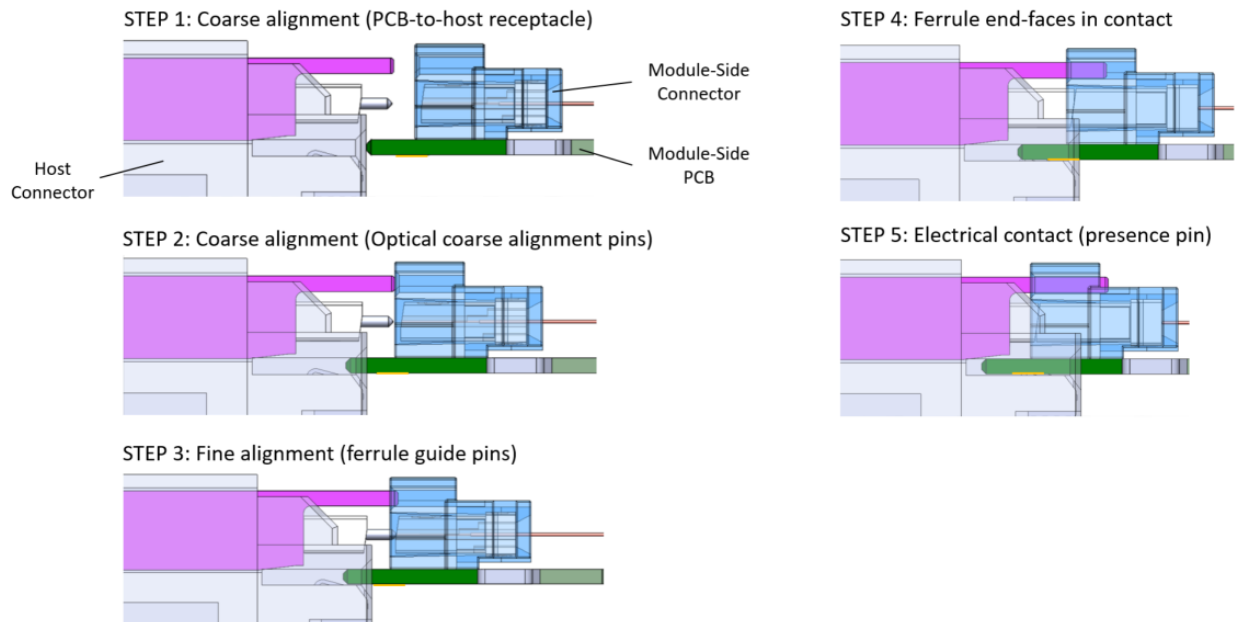 STEP 1: Coarse alignment (PCB-to-host receptacle)
Module-Side
Connector
Module-Side
PCB
Host
Connector
STEP 2: Coarse alignment (Optical coarse alignment pins)
STEP 3: Fine alignment (ferrule guide pins)
STEP 4: Ferrule end-faces in contact
STEP 5: Electrical contact (presence pin)